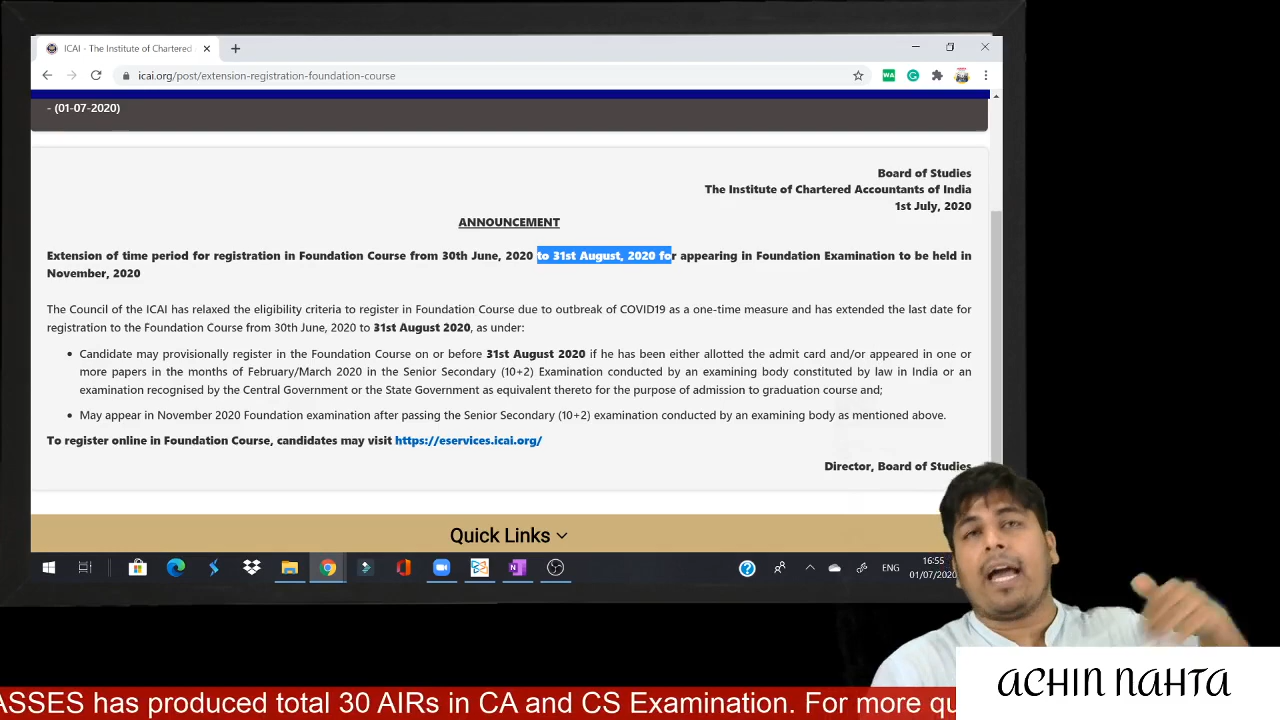 ICAI - The Institute of Chartered
icai.org/post/extension-registration-foundation-course
- (01-07-2020)
Board of Studies
The Institute of Chartered Accountants of India
1st July, 2020
ANNOUNCEMENT
Extension of time period for registration in Foundation Course from 30th June, 2020 to 31st August, 2020 for appearing in Foundation Examination to be held in
November, 2020
The Council of the ICAI has relaxed the eligibility criteria to register in Foundation Course due to outbreak of COVID19 as a one-time measure and has extended the last date for
registration to the Foundation Course from 30th June, 2020 to 31st August 2020, as under:
• Candidate may provisionally register in the Foundation Course on or before 31st August 2020 if he has been either allotted the admit card and/or appeared in one or
more papers in the months of February/March 2020 in the Senior Secondary (10+2) Examination conducted by an examining body constituted by law in India or an
examination recognised by the Central Government or the State Government as equivalent thereto for the purpose of admission to graduation course and;
• May appear in November 2020 Foundation examination after passing the Senior Secondary (10+2) examination conducted by an examining body as mentioned above.
To register online in Foundation Course, candidates may visit https://eservices.icai.org/
Director, Board of Studies
Quick Links
ENG
16:55
01/07/2020
ASSES has produced total 30 AIRs in CA and CS Examination. For more qu
ACHIN NAHTA